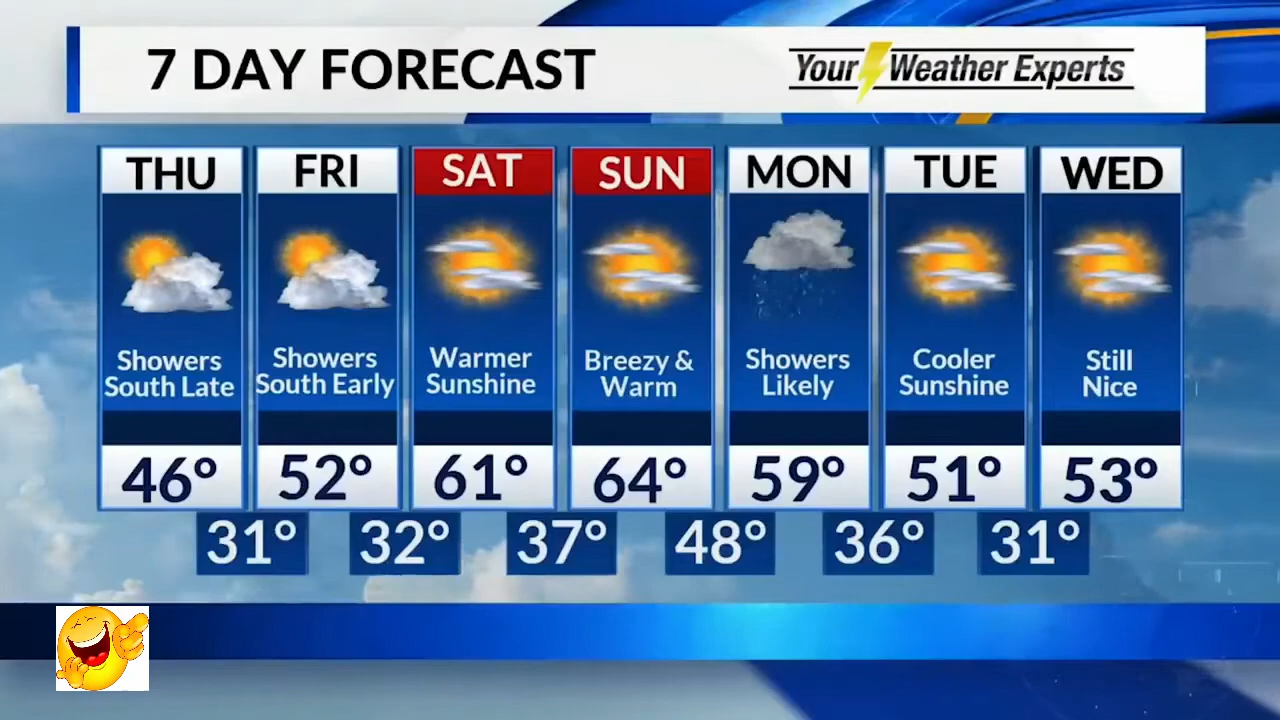 7 DAY FORECAST
Your Weather Experts
THU FRI SAT SUN MON TUE WED
Showers Showers Warmer Breezy & Showers Cooler Still
South Late South Early Sunshine Warm Likely Sunshine Nice
46° 52° 61° 64° 59° 51° 53°
31° 32° 37° 48° 36° 31°